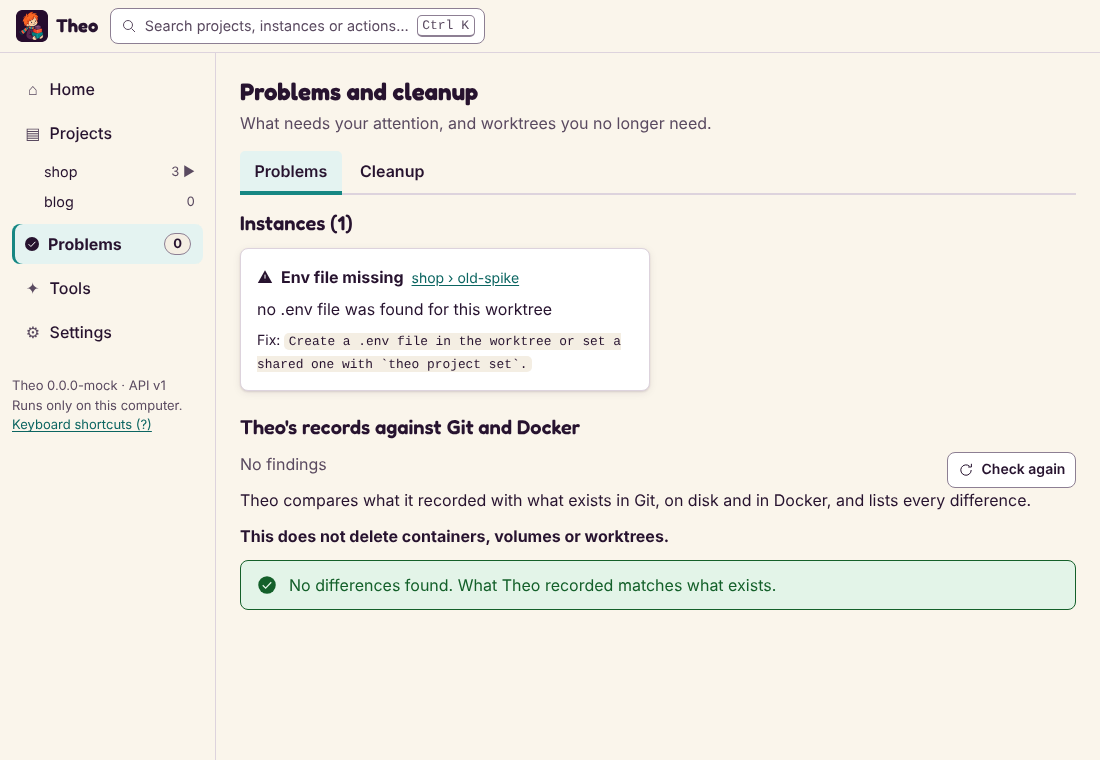 Theo
Search projects, instances or actions...
Ctrl K
Home
Projects
shop
3
blog
0
Problems
0
Tools
Settings
Theo 0.0.0-mock · API v1
Runs only on this computer.
Keyboard shortcuts (?)
Problems and cleanup
What needs your attention, and worktrees you no longer need.
Problems
Cleanup
Instances (1)
Env file missing shop › old-spike
no .env file was found for this worktree
Fix: Create a .env file in the worktree or set a
shared one with `theo project set`.
Theo's records against Git and Docker
No findings
Check again
Theo compares what it recorded with what exists in Git, on disk and in Docker, and lists every difference.
This does not delete containers, volumes or worktrees.
No differences found. What Theo recorded matches what exists.